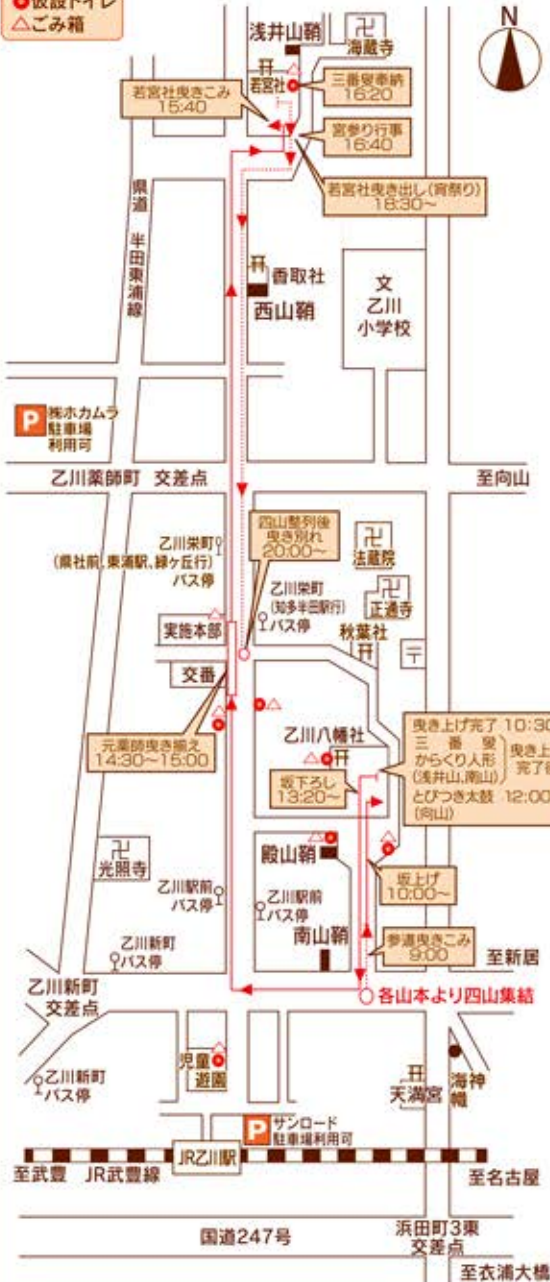 仮設トイレ
ごみ箱
N
浅井山鞘
海蔵寺
若宮社
若宮社曳きこみ
15:40
三番叟奉納
16:20
宮参り行事
16:40
若宮社曳き出し(宵祭り)
18:30~
県道 半田東浦線
香取社
西山鞘
文
乙川
小学校
P
㈱ホカムラ
駐車場
利用可
乙川薬師町 交差点
至向山
四山整列後
曳き別れ
20:00~
乙川栄町
(県社前、東浦駅、緑ヶ丘行)
バス停
法蔵院
乙川栄町
(知多半田駅行)
バス停
正通寺
秋葉社
〒
実施本部
交番
元薬師曳き揃え
14:30~15:00
乙川八幡社
坂下ろし
13:20~
曳き上げ完了 10:30
三番叟
からくり人形
(浅井山、南山)
曳き上
完了後
とびつき太鼓 12:00
(向山)
光照寺
殿山鞘
坂上げ
10:00~
乙川駅前
バス停
乙川駅前
バス停
南山鞘
参道曳きこみ
9:00
乙川新町
バス停
至新居
乙川新町
交差点
各山本より四山集結
児童
遊園
乙川新町
バス停
天満宮
海神
幟
P
サンロード
駐車場利用可
JR乙川駅
至武豊 JR武豊線
至名古屋
国道247号
浜田町3東
交差点
至衣浦大橋